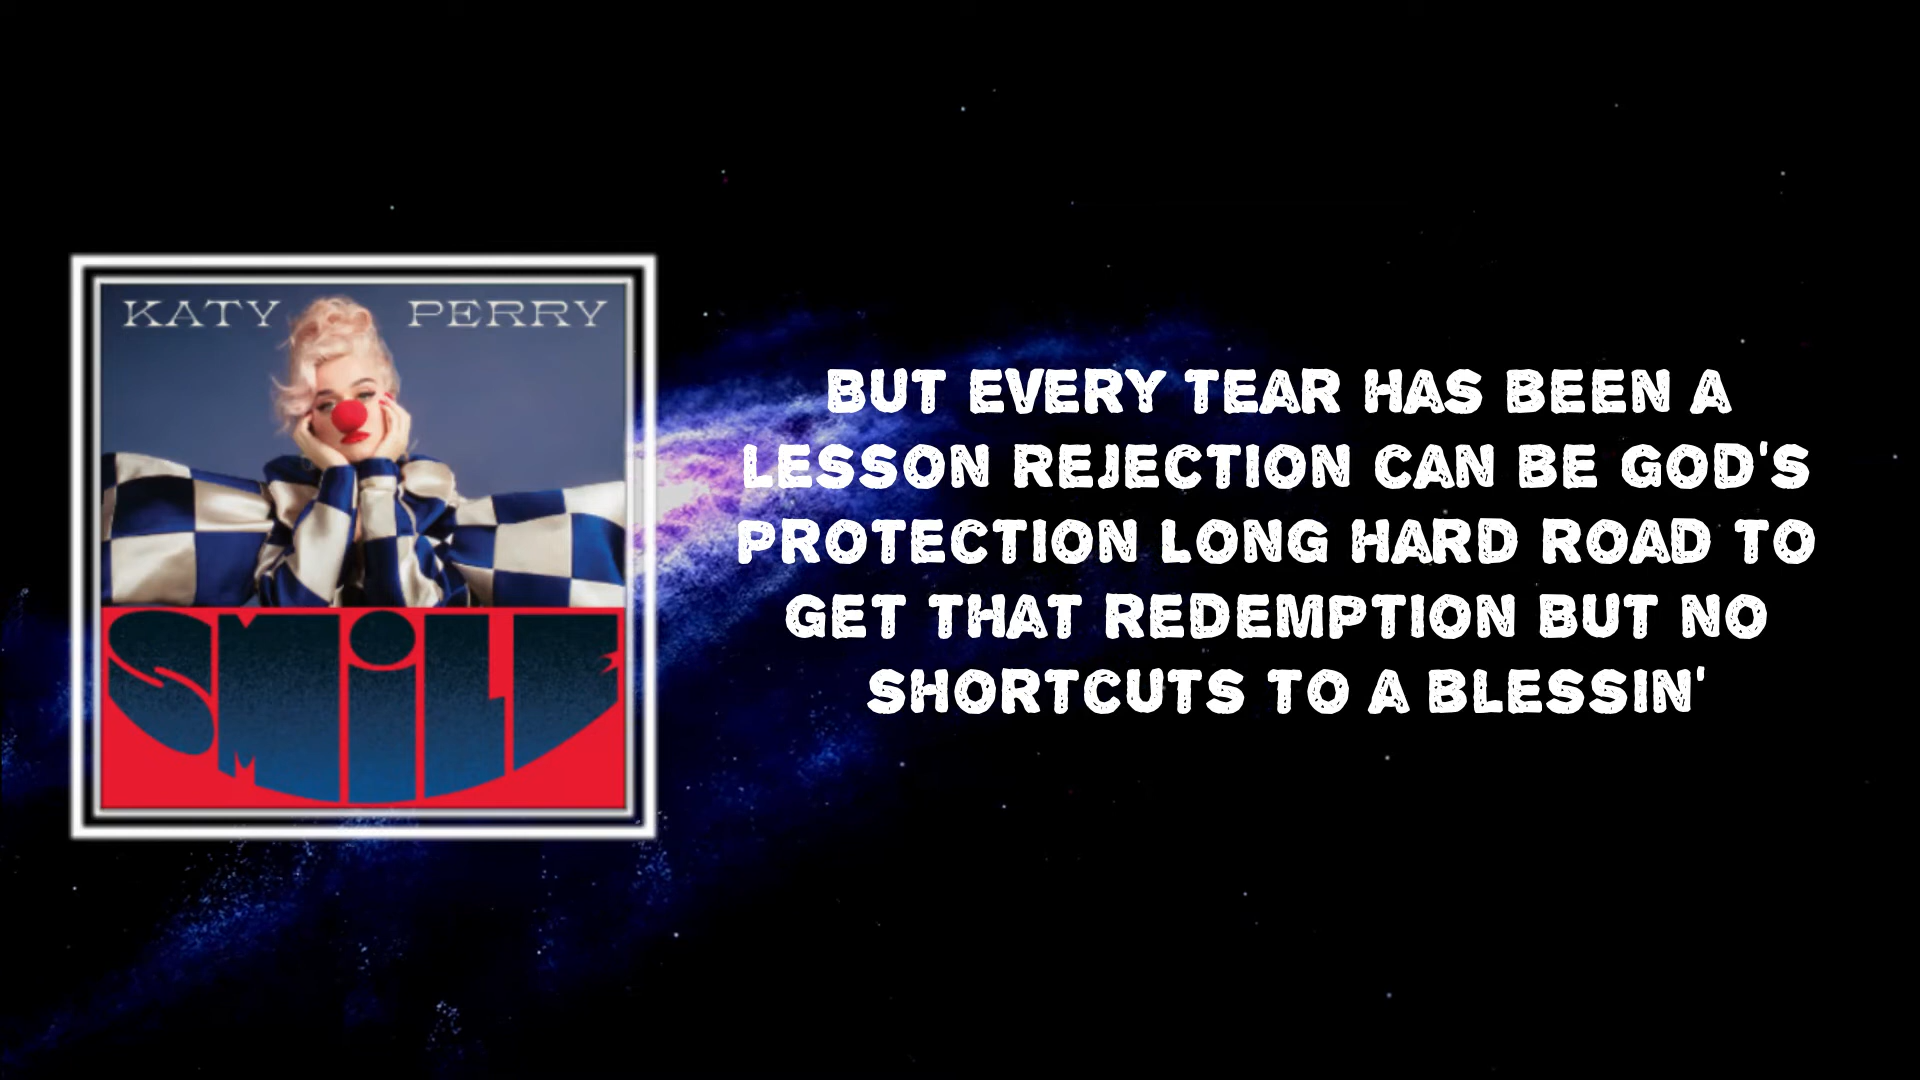 KATY PERRY
SMiLE
BUT EVERY TEAR HAS BEEN A
LESSON REJECTION CAN BE GOD'S
PROTECTION LONG HARD ROAD TO
GET THAT REDEMPTION BUT NO
SHORTCUTS TO A BLESSIN'